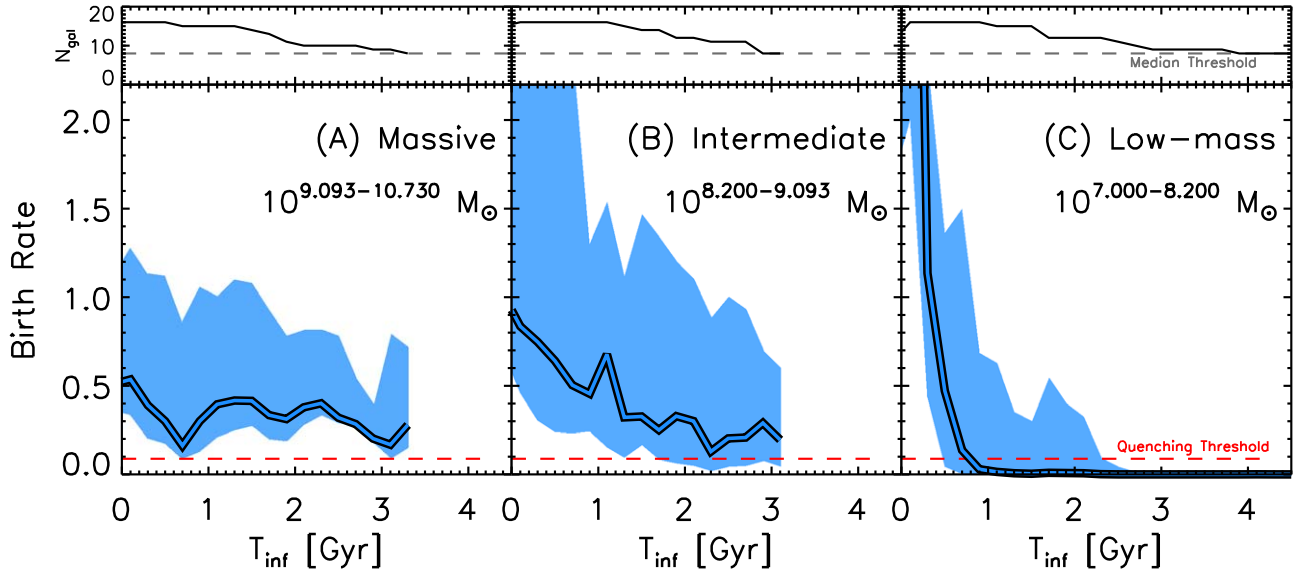 20
10
0
N_gal
Median Threshold
2.0
1.5
1.0
0.5
0.0
Birth Rate
(A) Massive
10^9.093−10.730 M_⊙
(B) Intermediate
10^8.200−9.093 M_⊙
(C) Low−mass
10^7.000−8.200 M_⊙
Quenching Threshold
0 1 2 3 4
0 1 2 3 4
0 1 2 3 4
T_inf [Gyr]
T_inf [Gyr]
T_inf [Gyr]